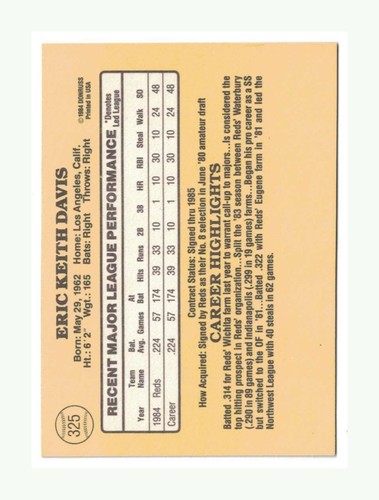 325
ERIC KEITH DAVIS
Born: May 29, 1962 Home: Los Angeles, Calif.
Ht.: 6'2" Wgt.: 165 Bats: Right Throws: Right
© 1984 DONRUSS
Printed in USA
RECENT MAJOR LEAGUE PERFORMANCE
*Denotes
Led League
Year Team Name Bat. Avg. Games At Bat Hits Runs 2B 3B HR RBI Steal Walk SO
1984 Reds .224 57 174 39 33 10 1 10 30 10 24 48
Career .224 57 174 39 33 10 1 10 30 10 24 48
Contract Status: Signed thru 1985
How Acquired: Signed by Reds as their No. 8 selection in June '80 amateur draft
CAREER HIGHLIGHTS
Batted .314 for Reds' Wichita farm last year to warrant call-up to majors...Is considered the
top hitting prospect in Reds' organization...Split the '83 season between Reds' Waterbury
(.290 in 89 games) and Indianapolis (.299 in 19 games) farms...Began his pro career as a SS
but switched to the OF in '81...Batted .322 with Reds' Eugene farm in '81 and led the
Northwest League with 40 steals in 62 games.